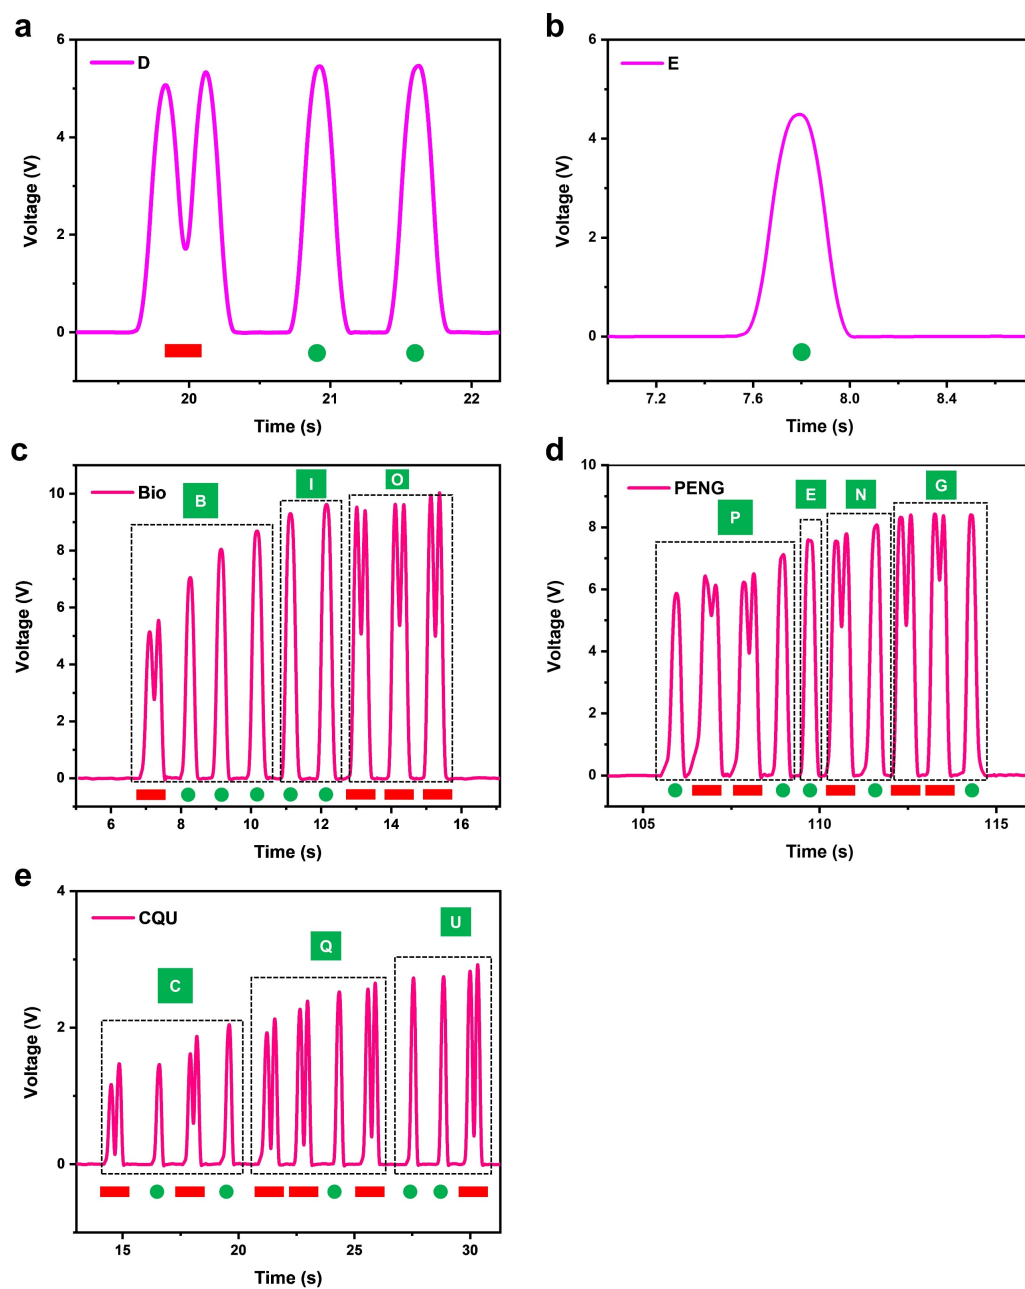 a
D
Voltage (V)
6
4
2
0
20
21
22
Time (s)
b
E
Voltage (V)
6
4
2
0
7.2
7.6
8.0
8.4
Time (s)
c
Bio
B
I
O
Voltage (V)
10
8
6
4
2
0
6
8
10
12
14
16
Time (s)
d
PENG
P
E
N
G
Voltage (V)
10
8
6
4
2
0
105
110
115
Time (s)
e
CQU
C
Q
U
Voltage (V)
4
2
0
15
20
25
30
Time (s)